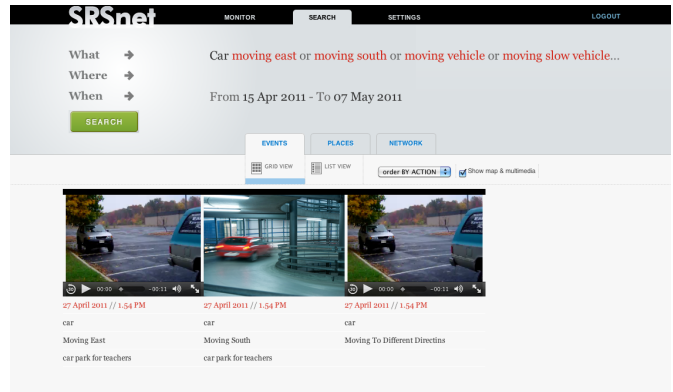 SRSnet
MONITOR
SEARCH
SETTINGS
LOGOUT
What
Car moving east or moving south or moving vehicle or moving slow vehicle...
Where
When
From 15 Apr 2011 - To 07 May 2011
SEARCH
EVENTS
PLACES
NETWORK
GRID VIEW
LIST VIEW
order BY ACTION
Show map & multimedia
00:00
-00:11
00:00
-00:11
27 April 2011 // 1.54 PM
27 April 2011 // 1.54 PM
27 April 2011 // 1.54 PM
car
car
car
Moving East
Moving South
Moving To Different Directins
car park for teachers
car park for teachers